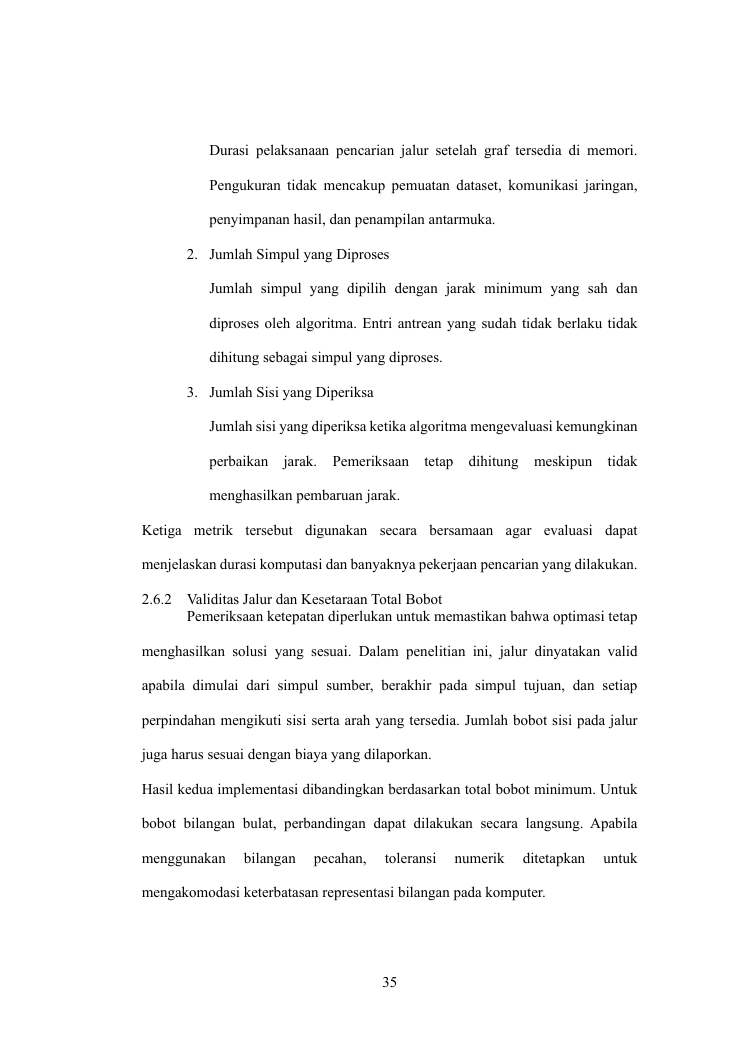 Durasi pelaksanaan pencarian jalur setelah graf tersedia di memori.
Pengukuran tidak mencakup pemuatan dataset, komunikasi jaringan,
penyimpanan hasil, dan penampilan antarmuka.
2. Jumlah Simpul yang Diproses
Jumlah simpul yang dipilih dengan jarak minimum yang sah dan
diproses oleh algoritma. Entri antrean yang sudah tidak berlaku tidak
dihitung sebagai simpul yang diproses.
3. Jumlah Sisi yang Diperiksa
Jumlah sisi yang diperiksa ketika algoritma mengevaluasi kemungkinan
perbaikan jarak. Pemeriksaan tetap dihitung meskipun tidak
menghasilkan pembaruan jarak.
Ketiga metrik tersebut digunakan secara bersamaan agar evaluasi dapat
menjelaskan durasi komputasi dan banyaknya pekerjaan pencarian yang dilakukan.
2.6.2 Validitas Jalur dan Kesetaraan Total Bobot
Pemeriksaan ketepatan diperlukan untuk memastikan bahwa optimasi tetap
menghasilkan solusi yang sesuai. Dalam penelitian ini, jalur dinyatakan valid
apabila dimulai dari simpul sumber, berakhir pada simpul tujuan, dan setiap
perpindahan mengikuti sisi serta arah yang tersedia. Jumlah bobot sisi pada jalur
juga harus sesuai dengan biaya yang dilaporkan.
Hasil kedua implementasi dibandingkan berdasarkan total bobot minimum. Untuk
bobot bilangan bulat, perbandingan dapat dilakukan secara langsung. Apabila
menggunakan bilangan pecahan, toleransi numerik ditetapkan untuk
mengakomodasi keterbatasan representasi bilangan pada komputer.
35